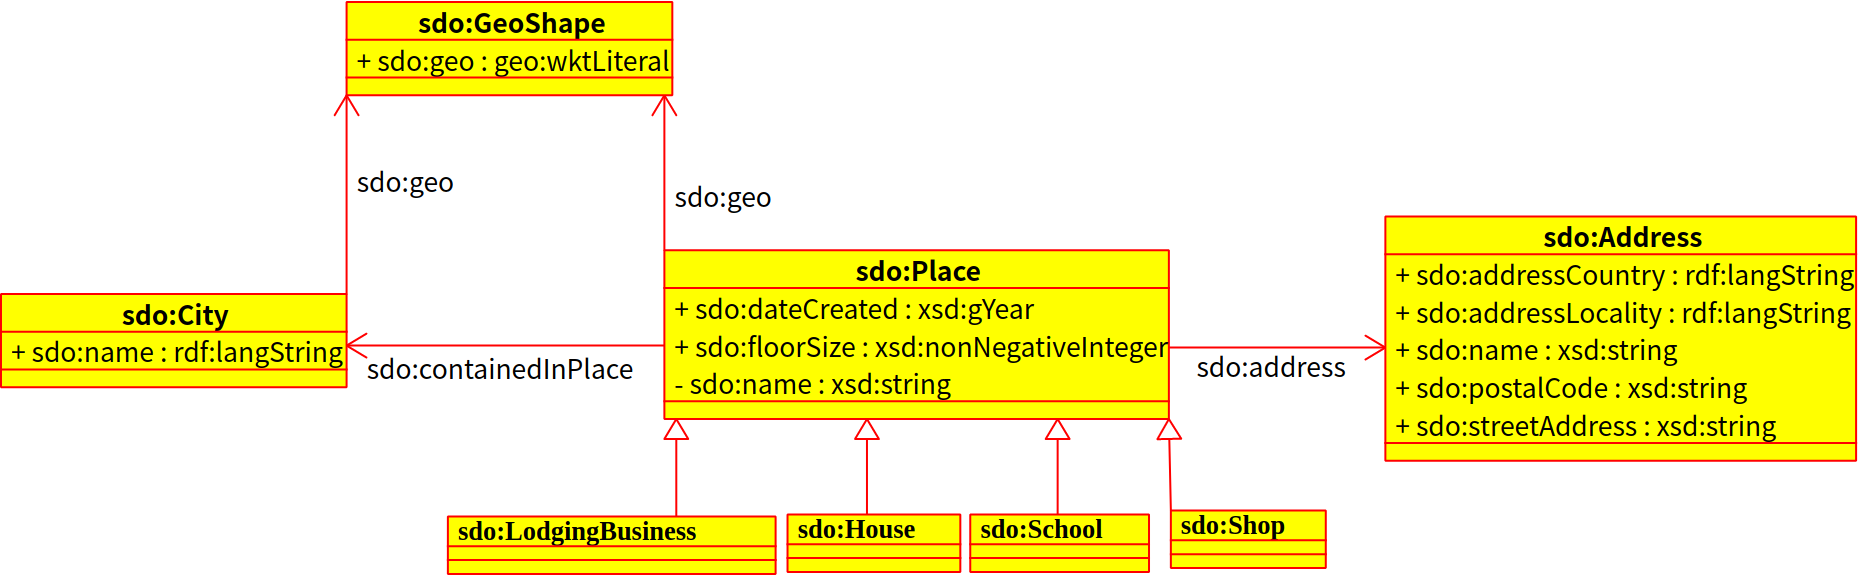 sdo:GeoShape
+ sdo:geo : geo:wktLiteral
sdo:geo
sdo:geo
sdo:City
+ sdo:name : rdf:langString
sdo:containedInPlace
sdo:Place
+ sdo:dateCreated : xsd:gYear
+ sdo:floorSize : xsd:nonNegativeInteger
- sdo:name : xsd:string
sdo:address
sdo:Address
+ sdo:addressCountry : rdf:langString
+ sdo:addressLocality : rdf:langString
+ sdo:name : xsd:string
+ sdo:postalCode : xsd:string
+ sdo:streetAddress : xsd:string
sdo:LodgingBusiness
sdo:House
sdo:School
sdo:Shop